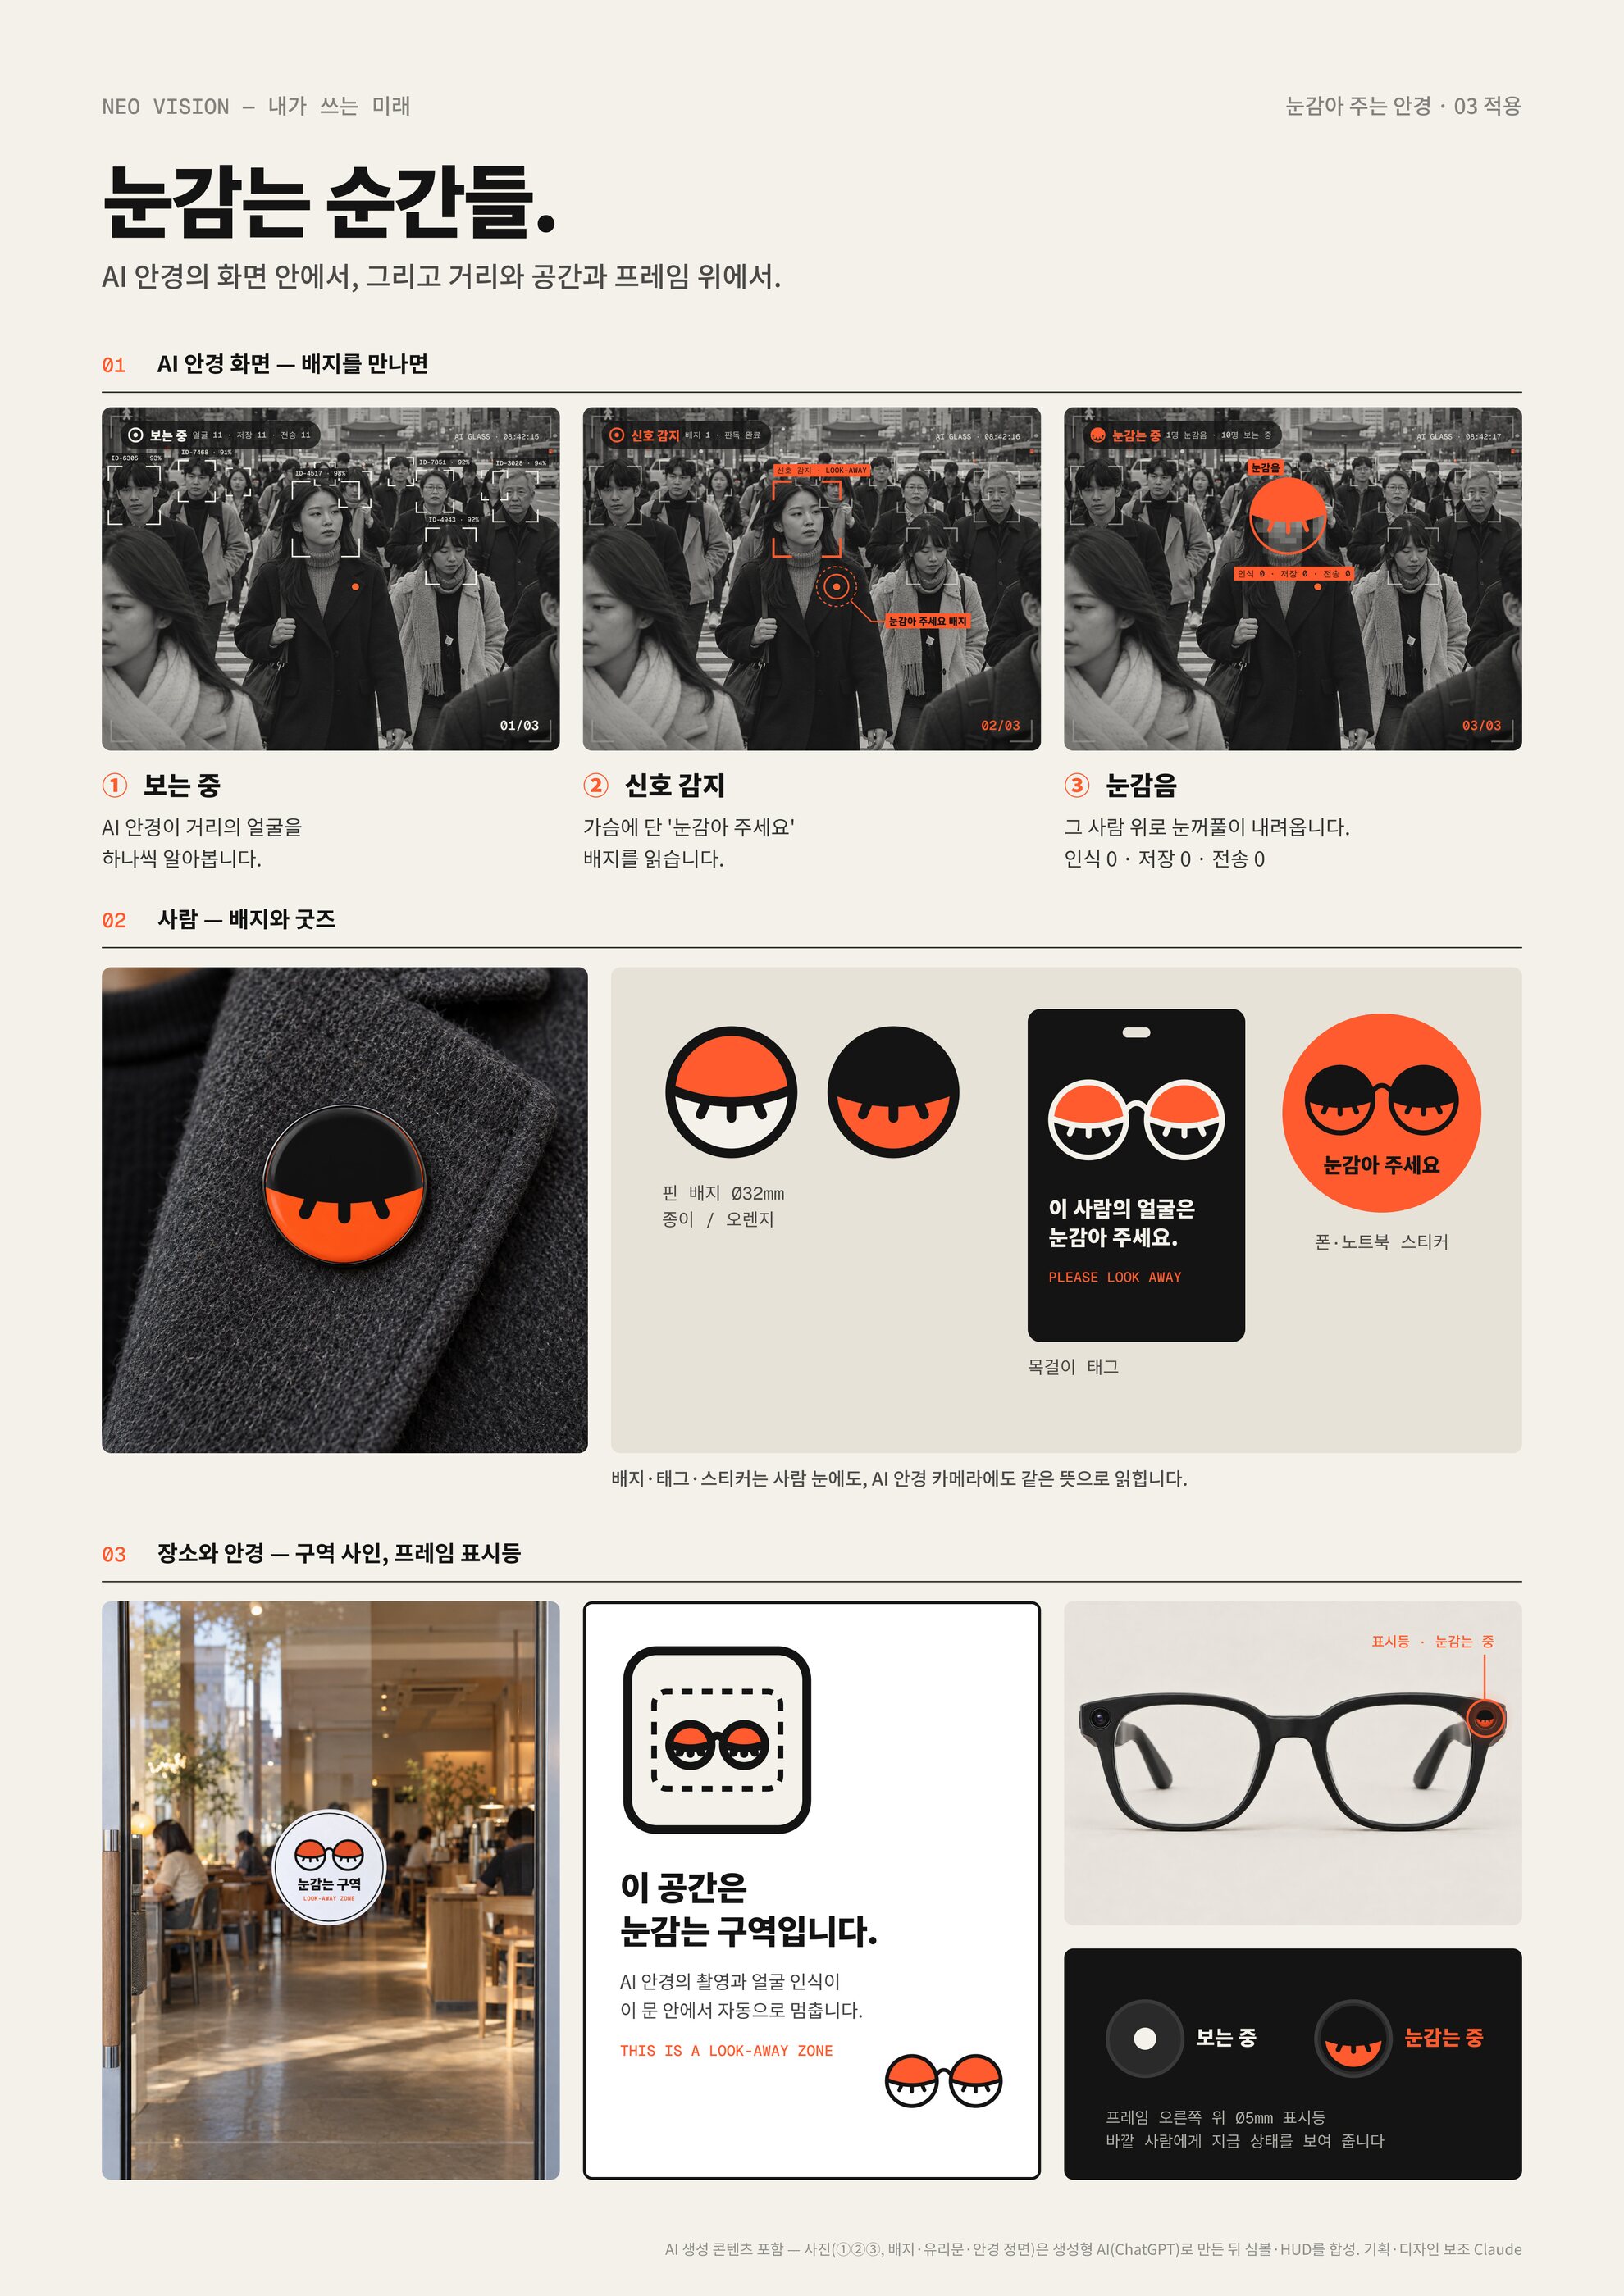 NEO VISION — 내가 쓰는 미래
눈감아 주는 안경 · 03 적용
눈감는 순간들.
AI 안경의 화면 안에서, 그리고 거리와 공간과 프레임 위에서.
01 AI 안경 화면 — 배지를 만나면
보는 중 얼굴 11 · 저장 11 · 전송 11
AI GLASS · 08:42:15
ID-6305 · 93%
ID-7468 · 91%
ID-4517 · 98%
ID-7851 · 92%
ID-3028 · 94%
ID-4943 · 92%
01/03
신호 감지 배지 1 · 판독 완료
AI GLASS · 08:42:16
신호 감지 · LOOK-AWAY
눈감아 주세요 배지
02/03
눈감는 중 1명 눈감음 · 10명 보는 중
AI GLASS · 08:42:17
눈감음
인식 0 · 저장 0 · 전송 0
03/03
① 보는 중
AI 안경이 거리의 얼굴을
하나씩 알아봅니다.
② 신호 감지
가슴에 단 '눈감아 주세요'
배지를 읽습니다.
③ 눈감음
그 사람 위로 눈꺼풀이 내려옵니다.
인식 0 · 저장 0 · 전송 0
02 사람 — 배지와 굿즈
핀 배지 Ø32mm
종이 / 오렌지
이 사람의 얼굴은
눈감아 주세요.
PLEASE LOOK AWAY
목걸이 태그
눈감아 주세요
폰·노트북 스티커
배지·태그·스티커는 사람 눈에도, AI 안경 카메라에도 같은 뜻으로 읽힙니다.
03 장소와 안경 — 구역 사인, 프레임 표시등
눈감는 구역
LOOK-AWAY ZONE
이 공간은
눈감는 구역입니다.
AI 안경의 촬영과 얼굴 인식이
이 문 안에서 자동으로 멈춥니다.
THIS IS A LOOK-AWAY ZONE
표시등 · 눈감는 중
보는 중
눈감는 중
프레임 오른쪽 위 Ø5mm 표시등
바깥 사람에게 지금 상태를 보여 줍니다
AI 생성 콘텐츠 포함 — 사진(①②③, 배지·유리문·안경 정면)은 생성형 AI(ChatGPT)로 만든 뒤 심볼·HUD를 합성. 기획·디자인 보조 Claude